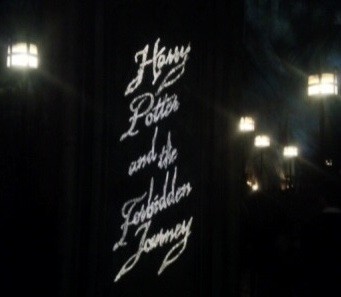 Harry
Potter
and the
Forbidden
Journey